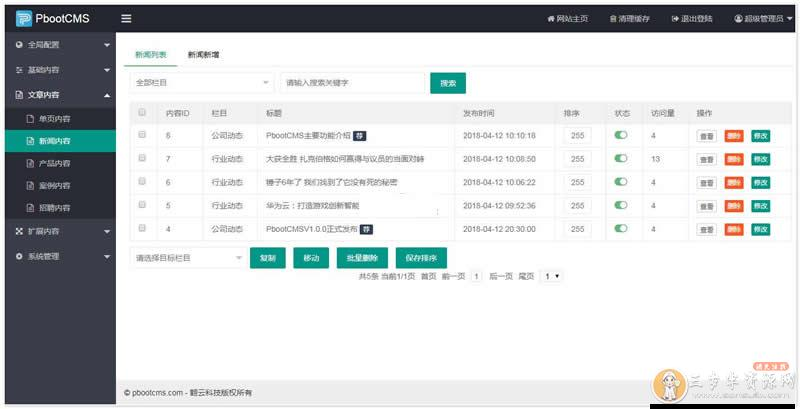 PbootCMS
网站主页 清理缓存 退出登陆 超级管理员
全局配置
基础内容
文章内容
单页内容
新闻内容
产品内容
案例内容
招聘内容
扩展内容
系统管理
新闻列表 新闻新增
全部栏目 请输入搜索关键字 搜索
内容ID 栏目 标题 发布时间 排序 状态 访问量 操作
8 公司动态 PbootCMS主要功能介绍 荐 2018-04-12 10:10:18 255 4 查看 删除 修改
7 行业动态 大获全胜 扎克伯格如何赢得与议员的当面对峙 2018-04-12 10:08:50 255 13 查看 删除 修改
6 行业动态 锤子6年了 我们找到了它没有死的秘密 2018-04-12 10:06:22 255 4 查看 删除 修改
5 行业动态 华为云：打造游戏创新智能 2018-04-12 09:52:36 255 4 查看 删除 修改
4 公司动态 PbootCMSV1.0.0正式发布 荐 2018-04-12 20:30:00 255 4 查看 删除 修改
请选择目标栏目 复制 移动 批量删除 保存排序
共5条 当前1/1页 首页 前一页 1 后一页 尾页 1
© pbootcms.com - 翱云科技版权所有
三步半资源网